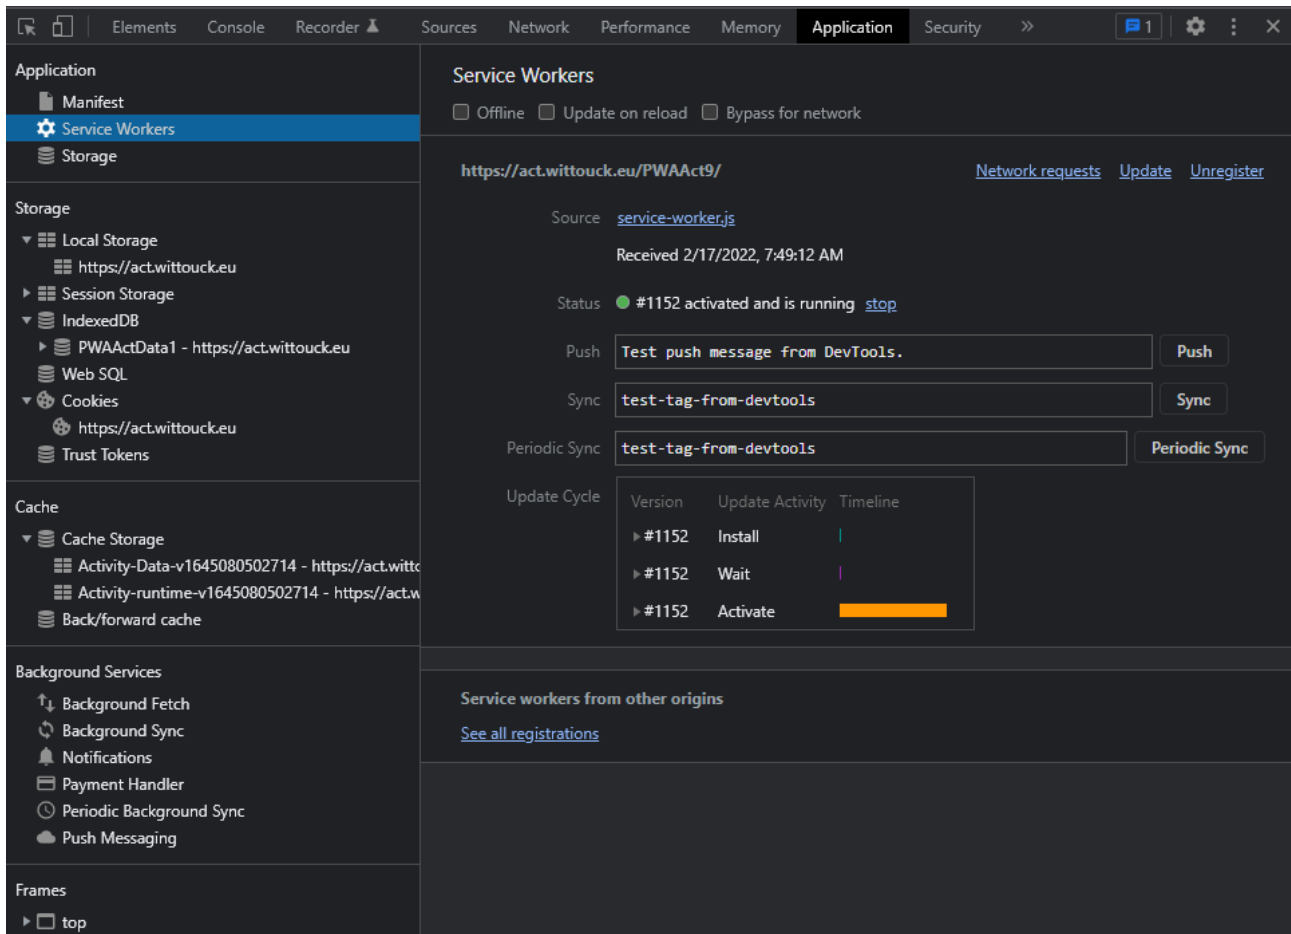 Elements Console Recorder Sources Network Performance Memory Application Security » 1
Application
Manifest
Service Workers
Storage
Storage
Local Storage
https://act.wittouck.eu
Session Storage
IndexedDB
PWAActData1 - https://act.wittouck.eu
Web SQL
Cookies
https://act.wittouck.eu
Trust Tokens
Cache
Cache Storage
Activity-Data-v1645080502714 - https://act.witto
Activity-runtime-v1645080502714 - https://act.w
Back/forward cache
Background Services
Background Fetch
Background Sync
Notifications
Payment Handler
Periodic Background Sync
Push Messaging
Frames
top
Service Workers
Offline Update on reload Bypass for network
https://act.wittouck.eu/PWAAct9/ Network requests Update Unregister
Source service-worker.js
Received 2/17/2022, 7:49:12 AM
Status #1152 activated and is running stop
Push Test push message from DevTools. Push
Sync test-tag-from-devtools Sync
Periodic Sync test-tag-from-devtools Periodic Sync
Update Cycle Version Update Activity Timeline
#1152 Install
#1152 Wait
#1152 Activate
Service workers from other origins
See all registrations